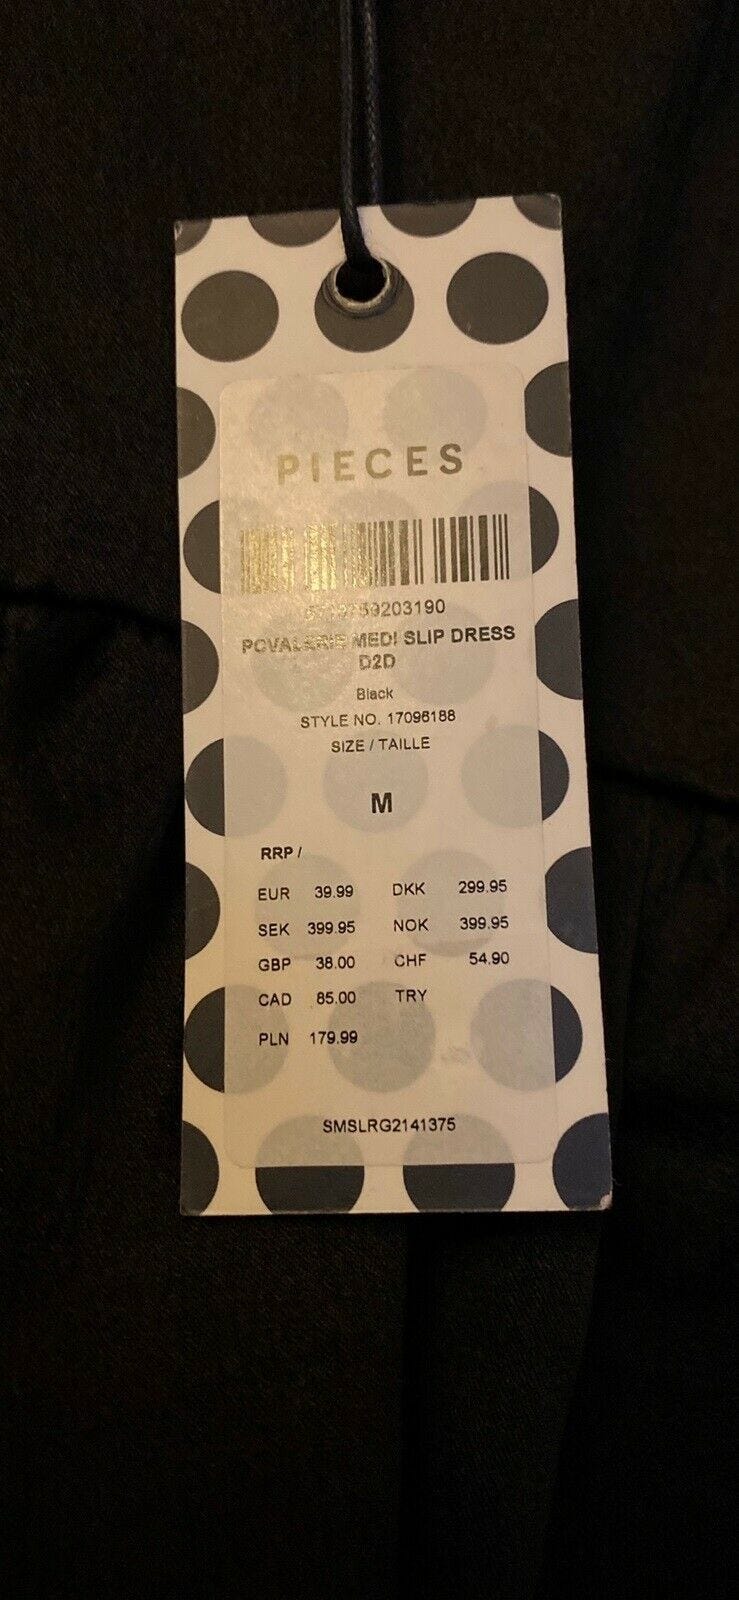 PIECES
PCVALERIE MEDI SLIP DRESS
D2D
Black
STYLE NO. 17096188
SIZE / TAILLE
M
RRP /
EUR 39.99 DKK 299.95
SEK 399.95 NOK 399.95
GBP 38.00 CHF 54.90
CAD 85.00 TRY
PLN 179.99
SMSLRG2141375